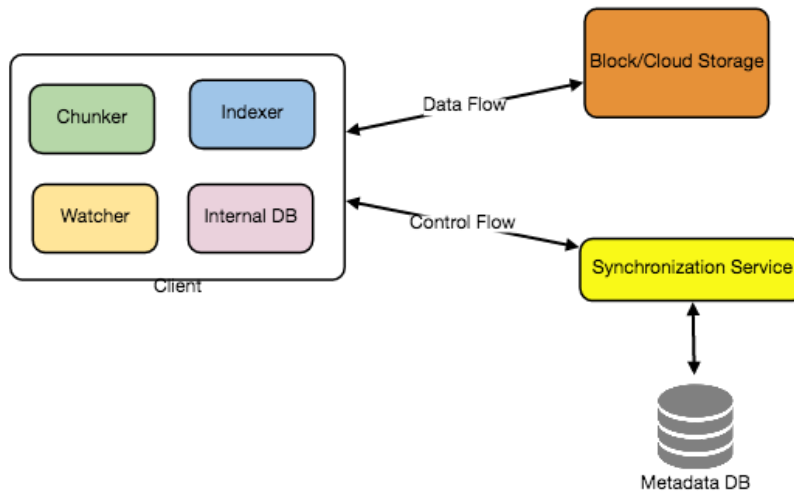 Block/Cloud Storage
Chunker
Indexer
Data Flow
Watcher
Internal DB
Control Flow
Synchronization Service
Client
Metadata DB